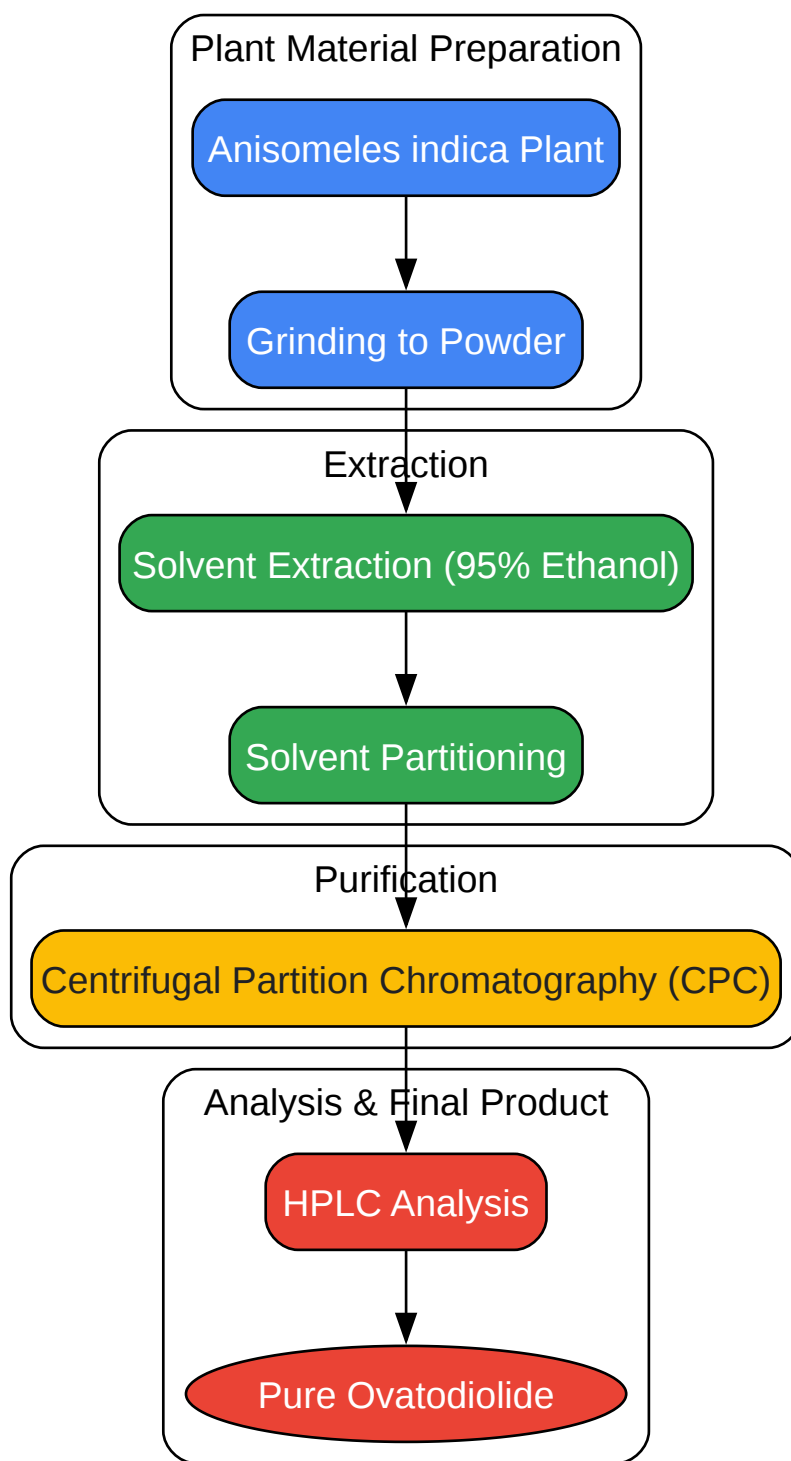 Plant Material Preparation
Anisomeles indica Plant
Grinding to Powder
Extraction
Solvent Extraction (95% Ethanol)
Solvent Partitioning
Purification
Centrifugal Partition Chromatography (CPC)
Analysis & Final Product
HPLC Analysis
Pure Ovatodiolide